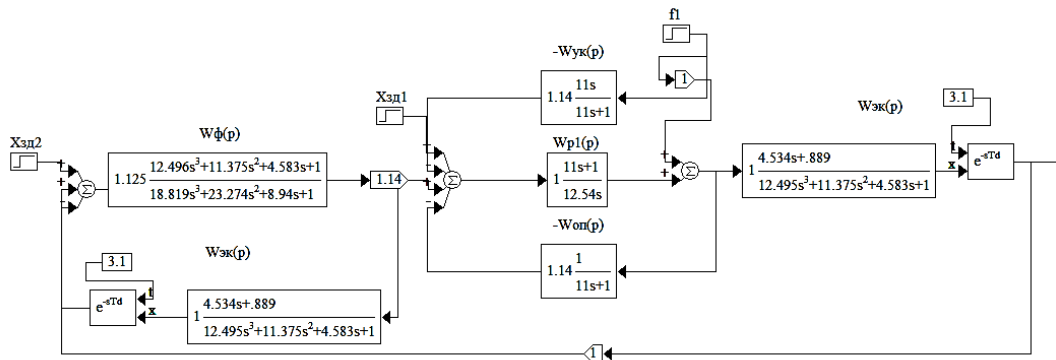 f1
-Wук(p)
1
1.14 11s
11s+1
Xзд1
Xзд2
Wф(p)
Wp1(p)
Wэк(p)
3.1
1.125 12.496s³+11.375s²+4.583s+1
18.819s³+23.274s²+8.94s+1
1.14
1 11s+1
12.54s
1 4.534s+.889
12.495s³+11.375s²+4.583s+1
t
x
e-sTd
Σ
Σ
Σ
+
+
-
+
-
-
+
-
+
+
-Wоп(p)
1.14 1
11s+1
Wэк(p)
3.1
t
x
e-sTd
1 4.534s+.889
12.495s³+11.375s²+4.583s+1
1